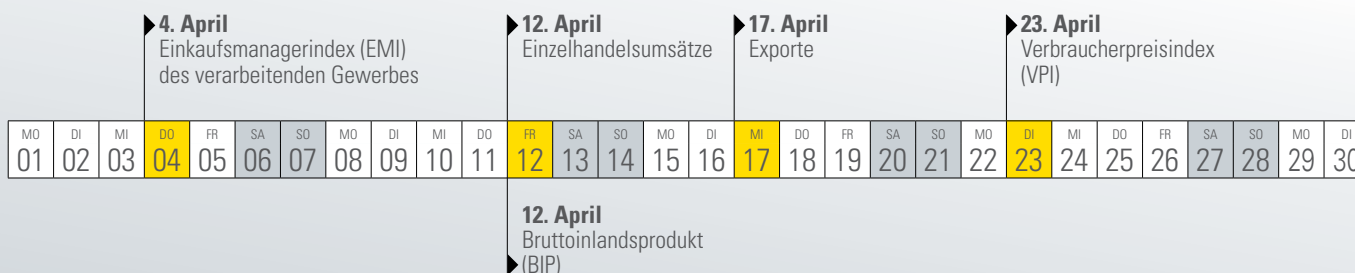 4. April
Einkaufsmanagerindex (EMI)
des verarbeitenden Gewerbes
12. April
Einzelhandelsumsätze
17. April
Exporte
23. April
Verbraucherpreisindex
(VPI)
MO DI MI DO FR SA SO MO DI MI DO FR SA SO MO DI MI DO FR SA SO MO DI MI DO FR SA SO MO DI
01 02 03 04 05 06 07 08 09 10 11 12 13 14 15 16 17 18 19 20 21 22 23 24 25 26 27 28 29 30
12. April
Bruttoinlandsprodukt
(BIP)